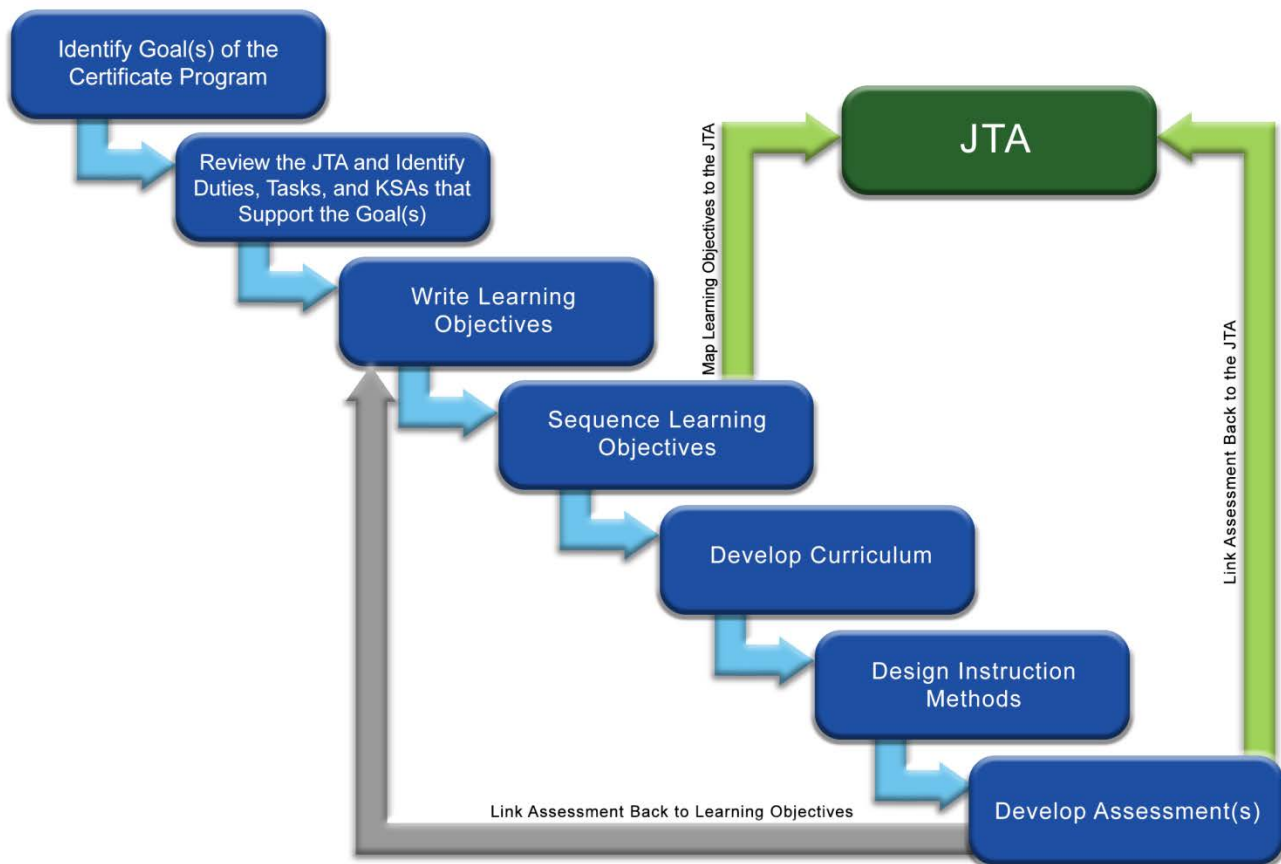 Identify Goal(s) of the
Certificate Program
Review the JTA and Identify
Duties, Tasks, and KSAs that
Support the Goal(s)
JTA
Map Learning Objectives to the JTA
Write Learning
Objectives
Sequence Learning
Objectives
Link Assessment Back to the JTA
Develop Curriculum
Design Instruction
Methods
Link Assessment Back to Learning Objectives
Develop Assessment(s)